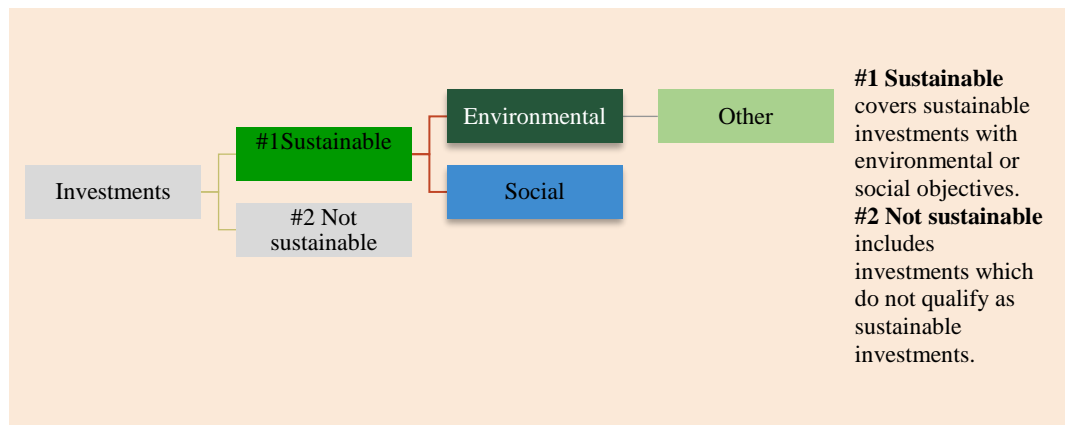 Investments
#1Sustainable
#2 Not
sustainable
Environmental
Social
Other
#1 Sustainable
covers sustainable
investments with
environmental or
social objectives.
#2 Not sustainable
includes
investments which
do not qualify as
sustainable
investments.